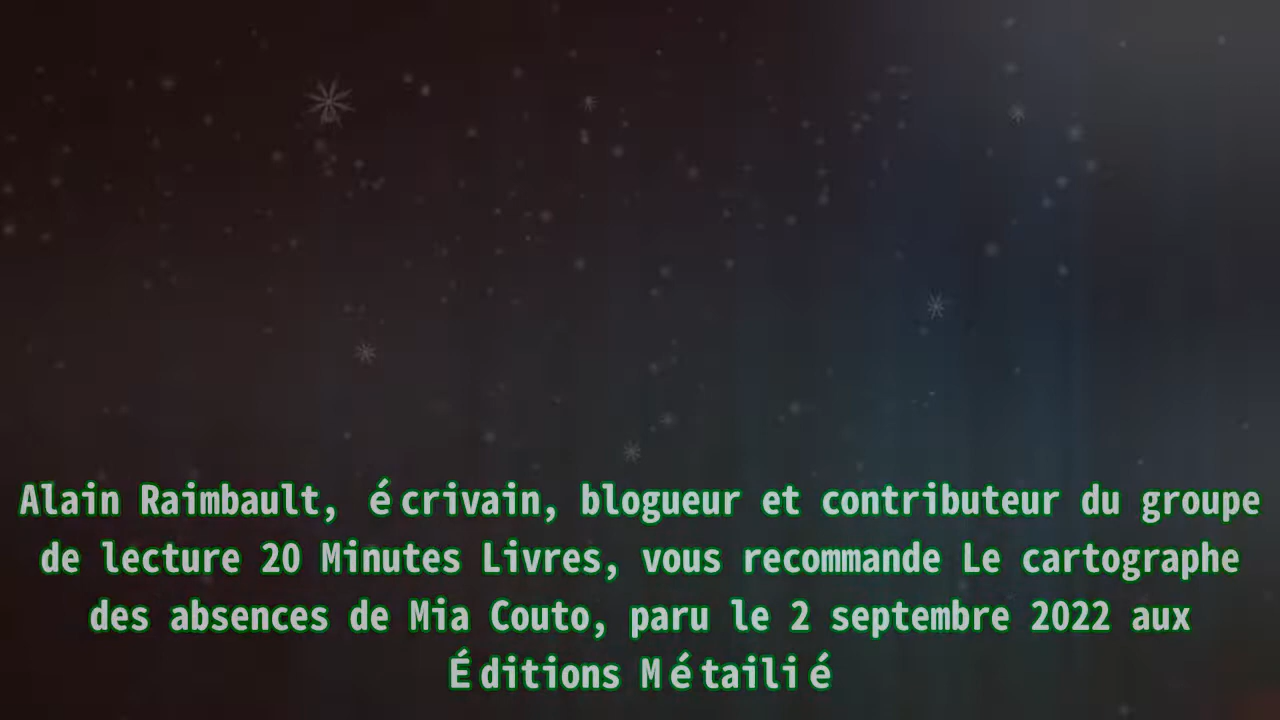 Alain Raimbault, écrivain, blogueur et contributeur du groupe
de lecture 20 Minutes Livres, vous recommande Le cartographe
des absences de Mia Couto, paru le 2 septembre 2022 aux
Éditions Métailié